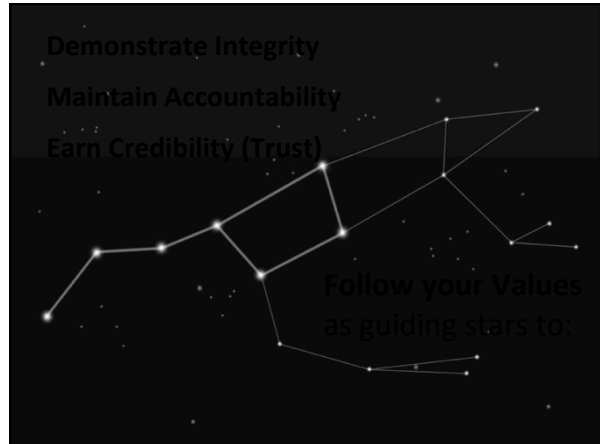 Demonstrate Integrity
Maintain Accountability
Earn Credibility (Trust)
Follow your Values
as guiding stars to: